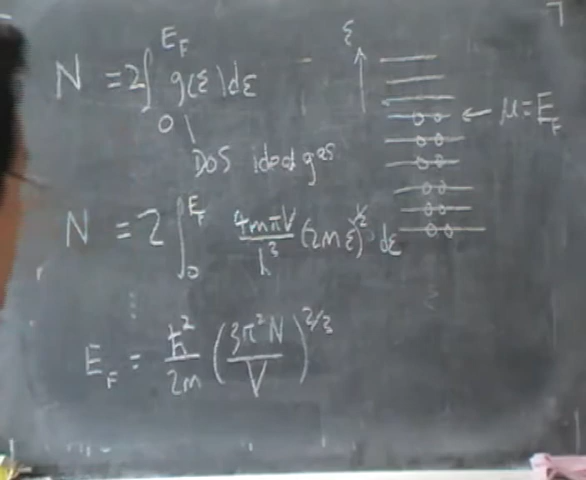 N = 2∫₀^{E_F} g(ε)dε
DOS ideal gas
ε
← μ = E_F
N = 2∫₀^{E_F} 4mπV/h³ (2mε)^{1/2} dε
E_F = ℏ²/2m (3π²N/V)^{2/3}